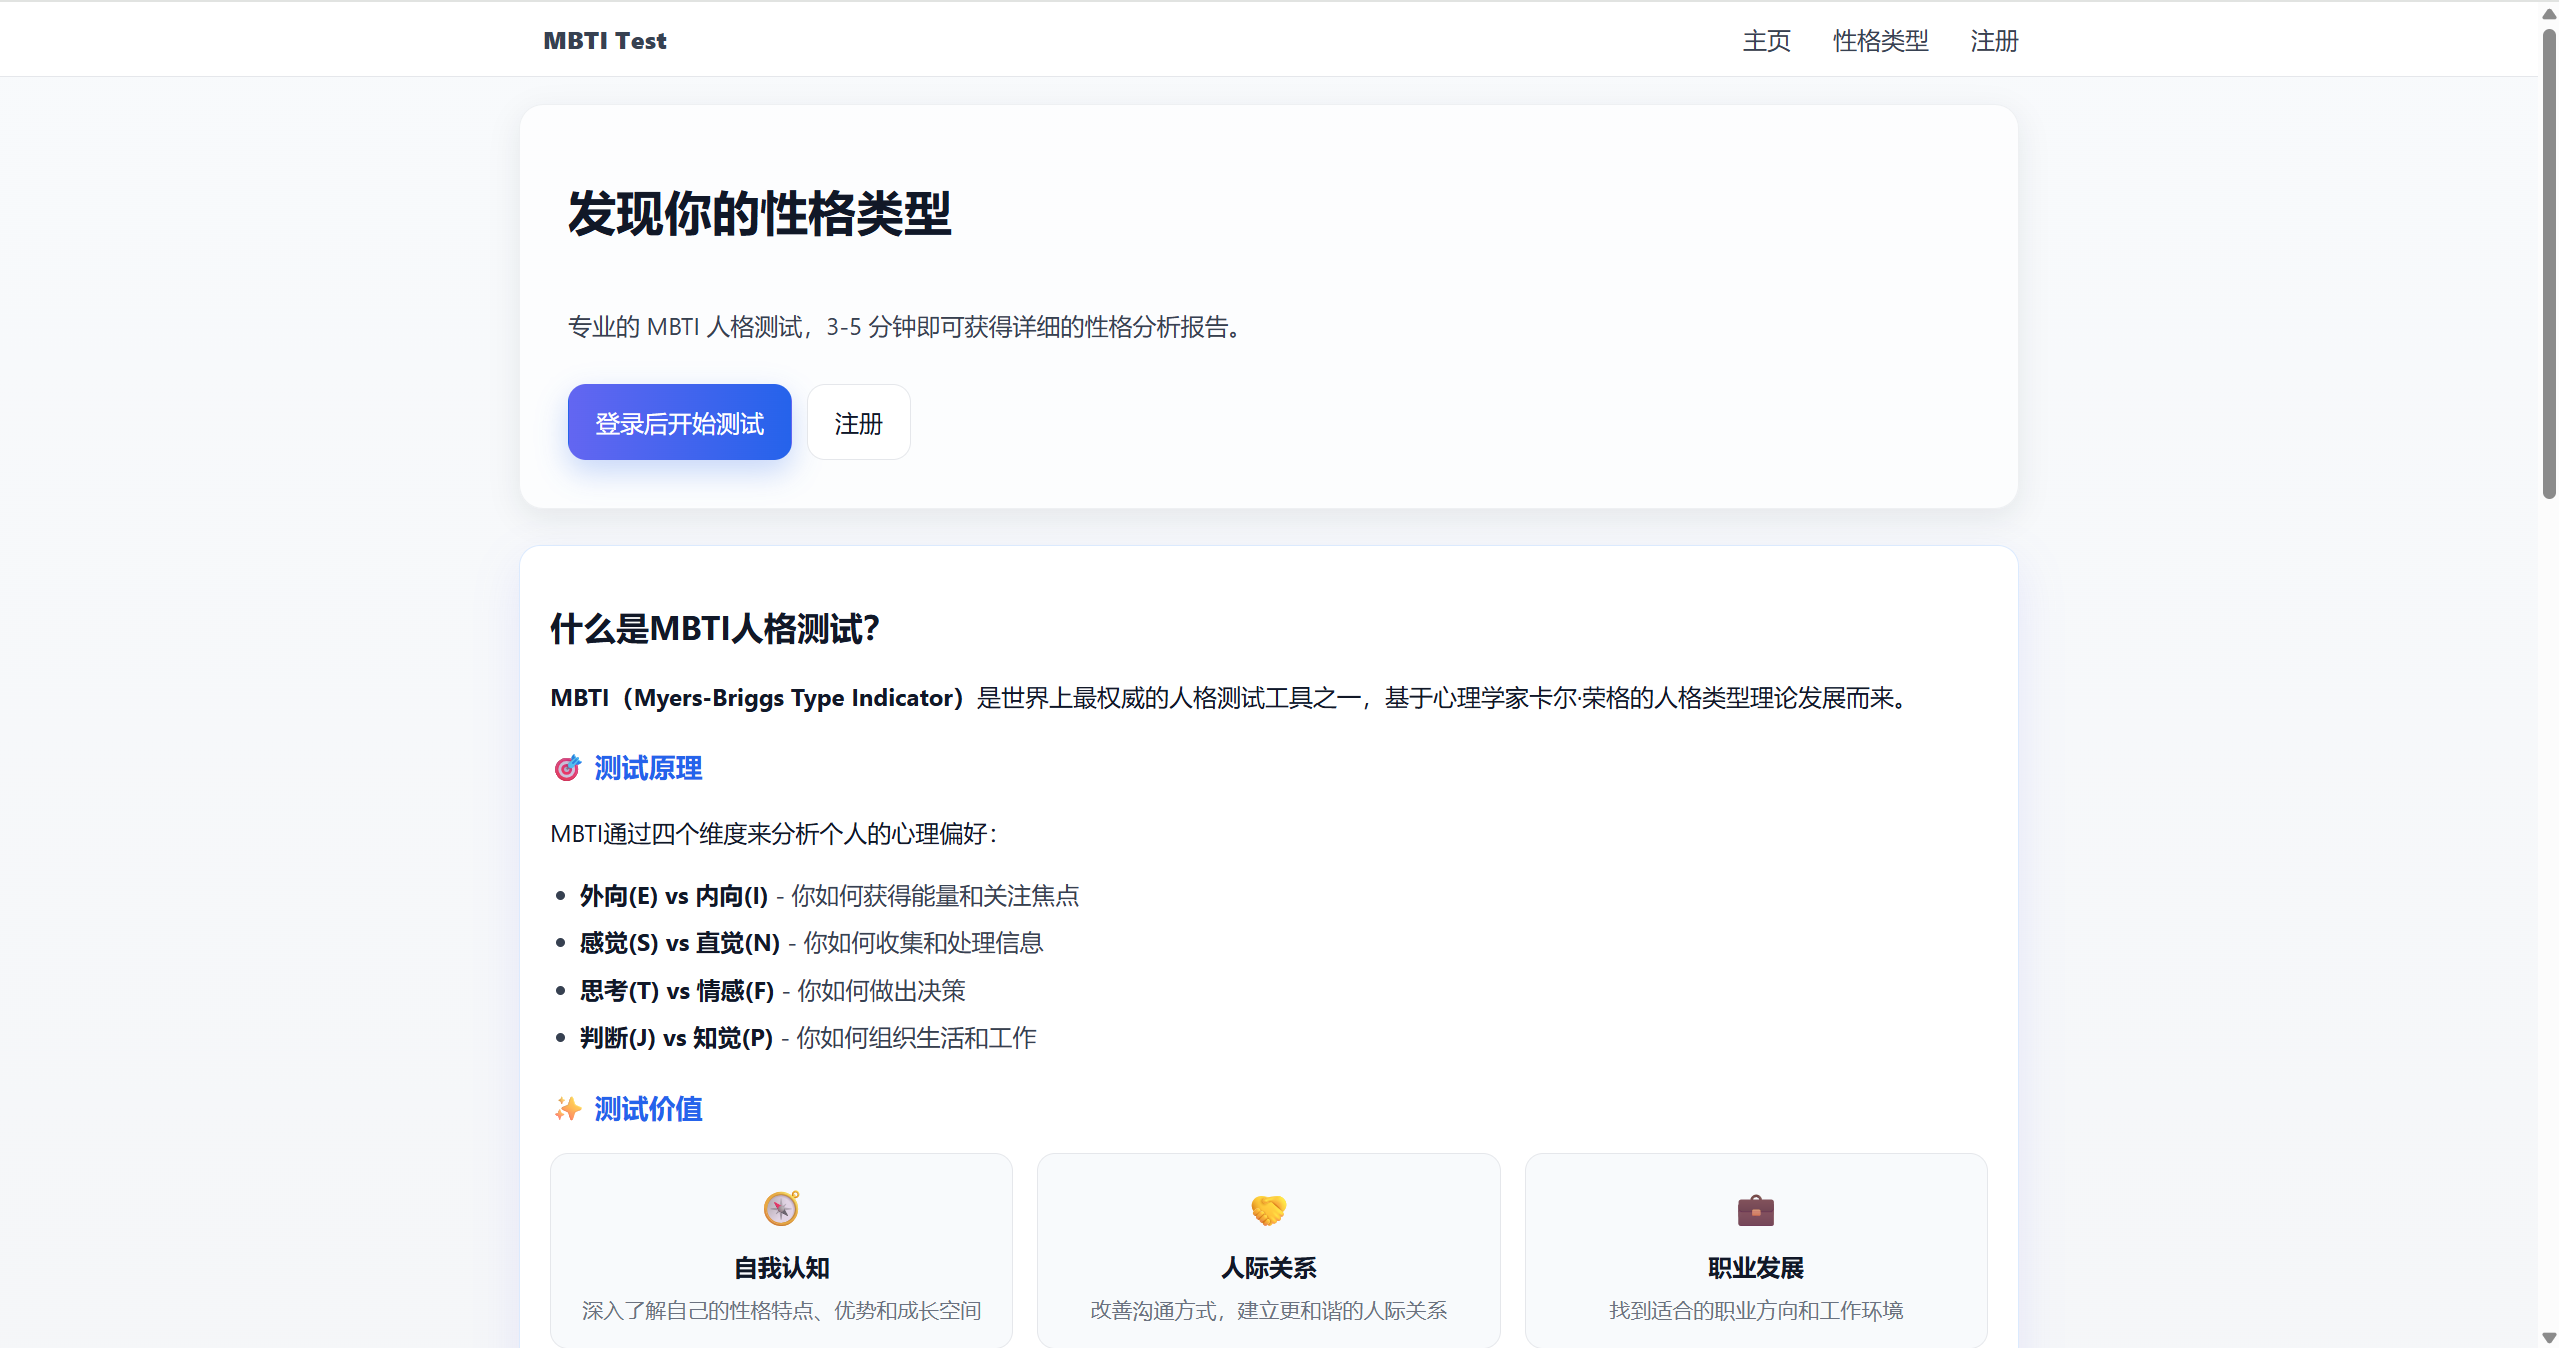 MBTI Test
主页 性格类型 注册
发现你的性格类型
专业的 MBTI 人格测试，3-5 分钟即可获得详细的性格分析报告。
登录后开始测试 注册
什么是MBTI人格测试？
MBTI（Myers-Briggs Type Indicator）是世界上最权威的人格测试工具之一，基于心理学家卡尔·荣格的人格类型理论发展而来。
🎯 测试原理
MBTI通过四个维度来分析个人的心理偏好：
• 外向(E) vs 内向(I) - 你如何获得能量和关注焦点
• 感觉(S) vs 直觉(N) - 你如何收集和处理信息
• 思考(T) vs 情感(F) - 你如何做出决策
• 判断(J) vs 知觉(P) - 你如何组织生活和工作
✨ 测试价值
自我认知
深入了解自己的性格特点、优势和成长空间
人际关系
改善沟通方式，建立更和谐的人际关系
职业发展
找到适合的职业方向和工作环境